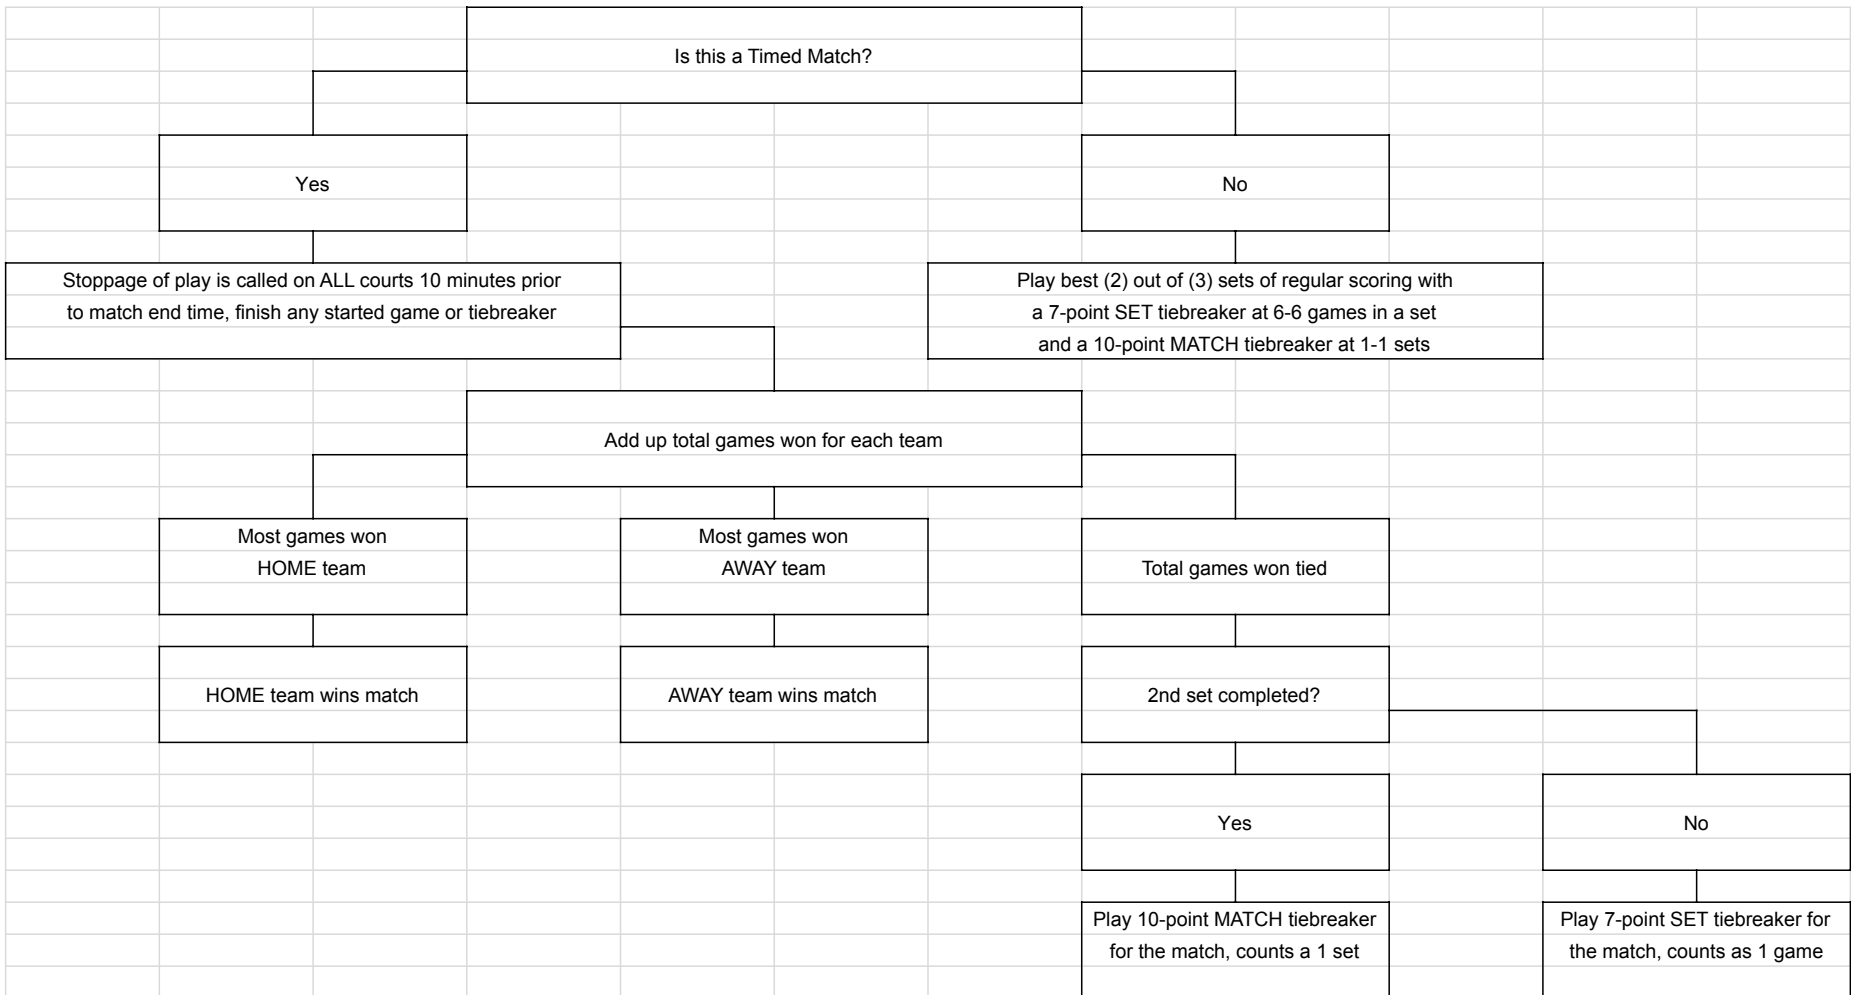 Is this a Timed Match?
Yes
No
Stoppage of play is called on ALL courts 10 minutes prior
to match end time, finish any started game or tiebreaker
Play best (2) out of (3) sets of regular scoring with
a 7-point SET tiebreaker at 6-6 games in a set
and a 10-point MATCH tiebreaker at 1-1 sets
Add up total games won for each team
Most games won
HOME team
Most games won
AWAY team
Total games won tied
HOME team wins match
AWAY team wins match
2nd set completed?
Yes
No
Play 10-point MATCH tiebreaker
for the match, counts a 1 set
Play 7-point SET tiebreaker for
the match, counts as 1 game